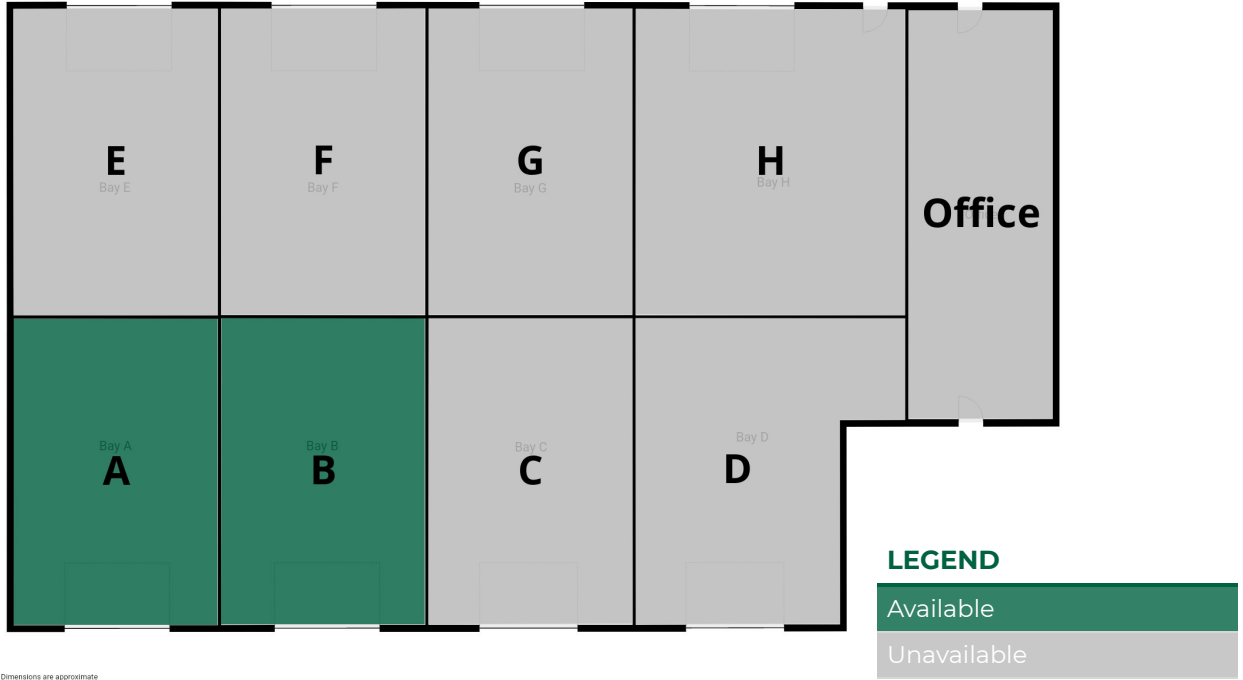 E
Bay E
F
Bay F
G
Bay G
H
Bay H
Office
Bay A
A
Bay B
B
Bay C
C
Bay D
D
LEGEND
Available
Unavailable
Dimensions are approximate